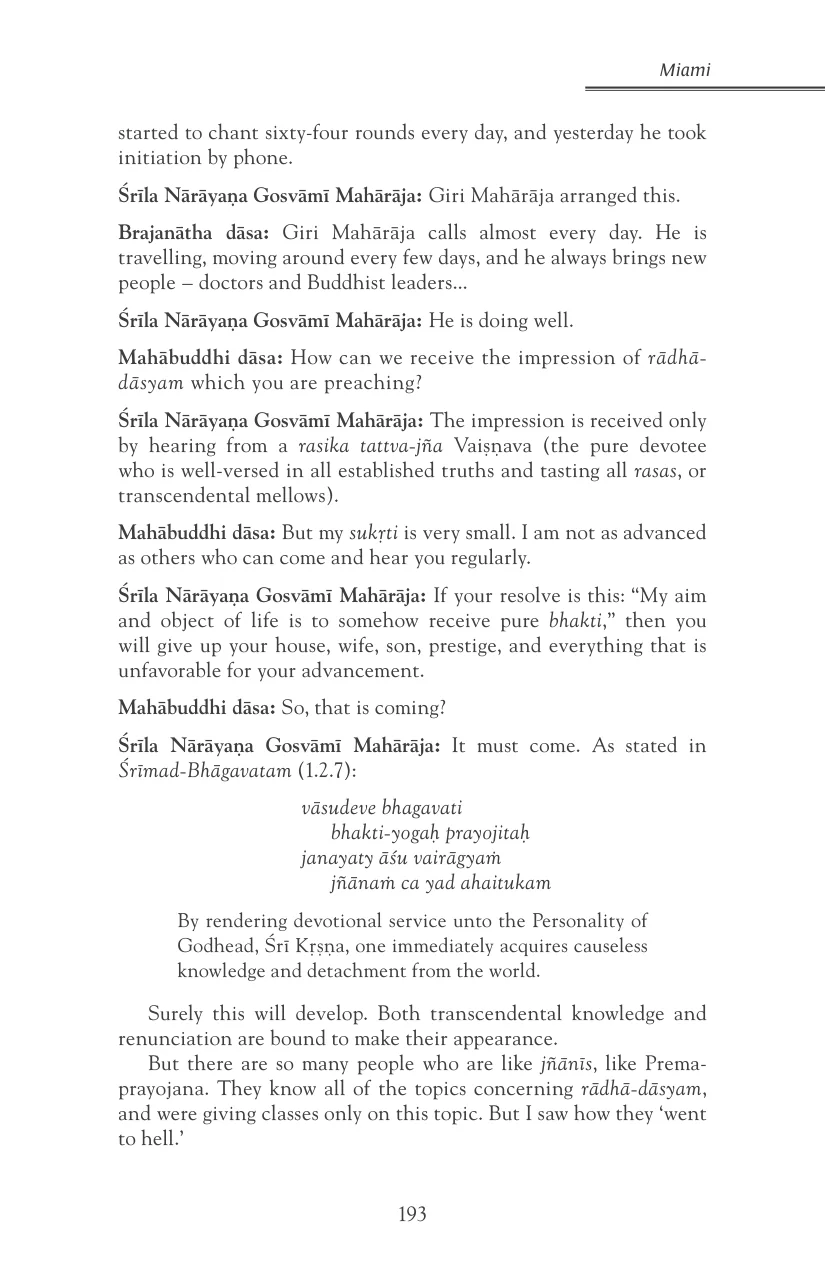 Miami
started to chant sixty-four rounds every day, and yesterday he took
initiation by phone.
Śrīla Nārāyaṇa Gosvāmī Mahārāja: Giri Mahārāja arranged this.
Brajanātha dāsa: Giri Mahārāja calls almost every day. He is
travelling, moving around every few days, and he always brings new
people – doctors and Buddhist leaders...
Śrīla Nārāyaṇa Gosvāmī Mahārāja: He is doing well.
Mahābuddhi dāsa: How can we receive the impression of rādhā-
dāsyam which you are preaching?
Śrīla Nārāyaṇa Gosvāmī Mahārāja: The impression is received only
by hearing from a rasika tattva-jña Vaiṣṇava (the pure devotee
who is well-versed in all established truths and tasting all rasas, or
transcendental mellows).
Mahābuddhi dāsa: But my sukṛti is very small. I am not as advanced
as others who can come and hear you regularly.
Śrīla Nārāyaṇa Gosvāmī Mahārāja: If your resolve is this: “My aim
and object of life is to somehow receive pure bhakti,” then you
will give up your house, wife, son, prestige, and everything that is
unfavorable for your advancement.
Mahābuddhi dāsa: So, that is coming?
Śrīla Nārāyaṇa Gosvāmī Mahārāja: It must come. As stated in
Śrīmad-Bhāgavatam (1.2.7):
vāsudeve bhagavati
bhakti-yogaḥ prayojitaḥ
janayaty āśu vairāgyaṁ
jñānaṁ ca yad ahaitukam
By rendering devotional service unto the Personality of
Godhead, Śrī Kṛṣṇa, one immediately acquires causeless
knowledge and detachment from the world.
Surely this will develop. Both transcendental knowledge and
renunciation are bound to make their appearance.
But there are so many people who are like jñānīs, like Prema-
prayojana. They know all of the topics concerning rādhā-dāsyam,
and were giving classes only on this topic. But I saw how they ‘went
to hell.’
193